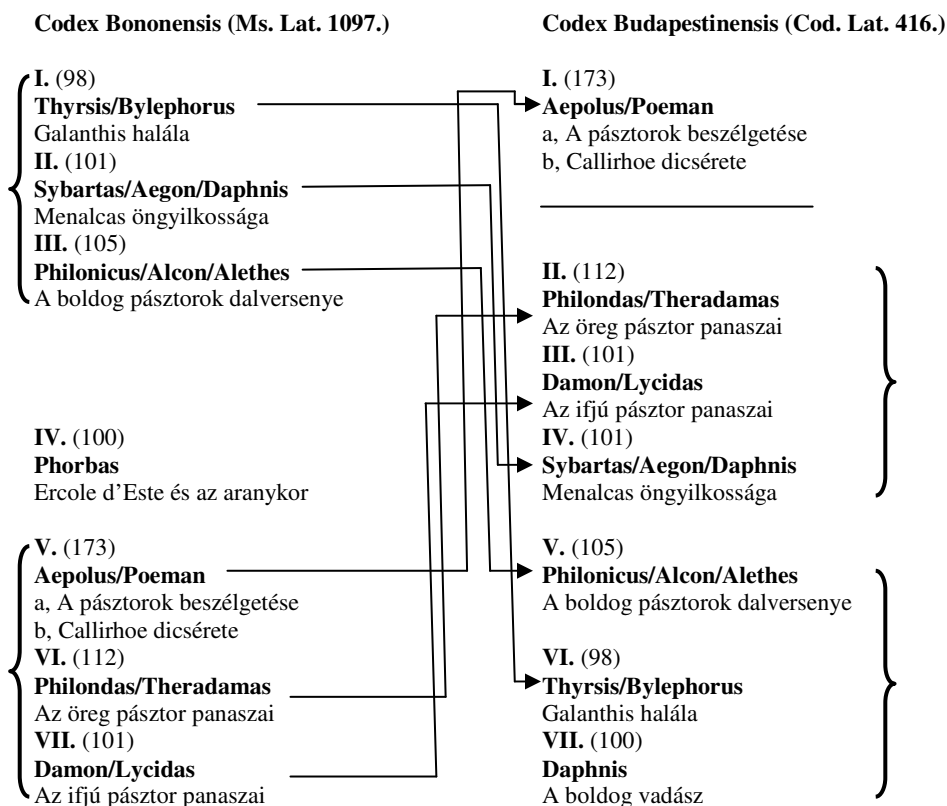 Codex Bononensis (Ms. Lat. 1097.)
I. (98)
Thyrsis/Bylephorus
Galanthis halála
II. (101)
Sybartas/Aegon/Daphnis
Menalcas öngyilkossága
III. (105)
Philonicus/Alcon/Alethes
A boldog pásztorok dalversenye
IV. (100)
Phorbas
Ercole d'Este és az aranykor
V. (173)
Aepolus/Poeman
a, A pásztorok beszélgetése
b, Callirhoe dicsérete
VI. (112)
Philondas/Theradamas
Az öreg pásztor panaszai
VII. (101)
Damon/Lycidas
Az ifjú pásztor panaszai
Codex Budapestinensis (Cod. Lat. 416.)
I. (173)
Aepolus/Poeman
a, A pásztorok beszélgetése
b, Callirhoe dicsérete
II. (112)
Philondas/Theradamas
Az öreg pásztor panaszai
III. (101)
Damon/Lycidas
Az ifjú pásztor panaszai
IV. (101)
Sybartas/Aegon/Daphnis
Menalcas öngyilkossága
V. (105)
Philonicus/Alcon/Alethes
A boldog pásztorok dalversenye
VI. (98)
Thyrsis/Bylephorus
Galanthis halála
VII. (100)
Daphnis
A boldog vadász